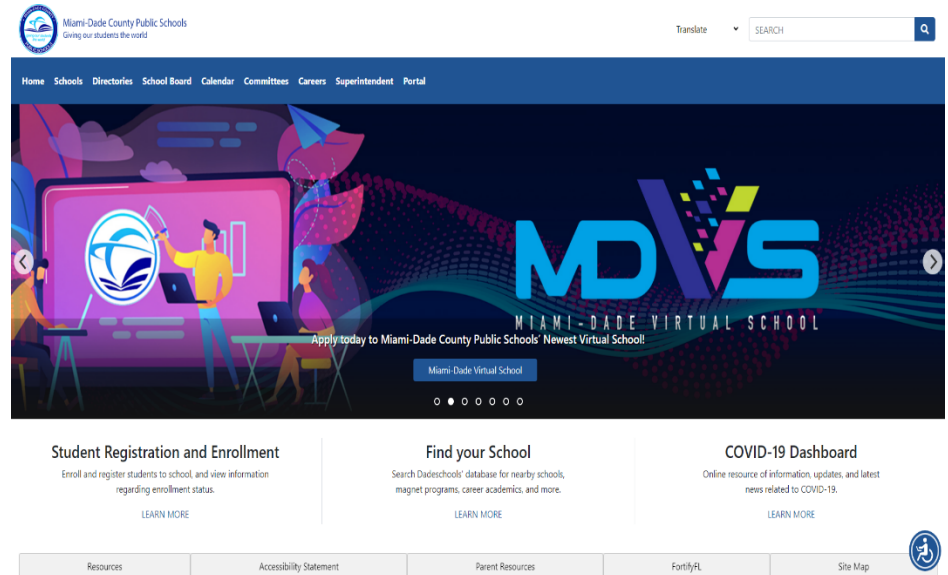 Miami-Dade County Public Schools
Giving our students the world
Translate
SEARCH
Home Schools Directories School Board Calendar Committees Careers Superintendent Portal
MDVS
MIAMI-DADE VIRTUAL SCHOOL
Apply today to Miami-Dade County Public Schools' Newest Virtual School!
Miami-Dade Virtual School
Student Registration and Enrollment
Enroll and register students to school, and view information
regarding enrollment status.
LEARN MORE
Find your School
Search Dadeschools' database for nearby schools,
magnet programs, career academics, and more.
LEARN MORE
COVID-19 Dashboard
Online resource of information, updates, and latest
news related to COVID-19.
LEARN MORE
Resources Accessibility Statement Parent Resources FortifyFL Site Map